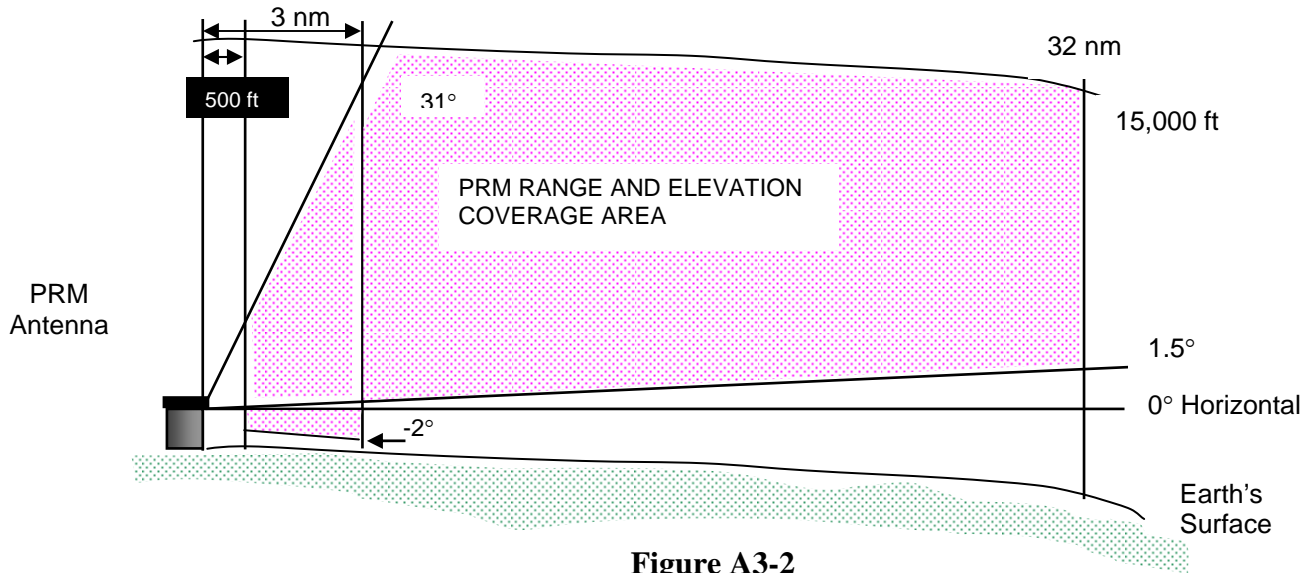 3 nm
32 nm
500 ft
31°
15,000 ft
PRM RANGE AND ELEVATION
COVERAGE AREA
PRM
Antenna
1.5°
0° Horizontal
-2°
Earth's
Surface
Figure A3-2